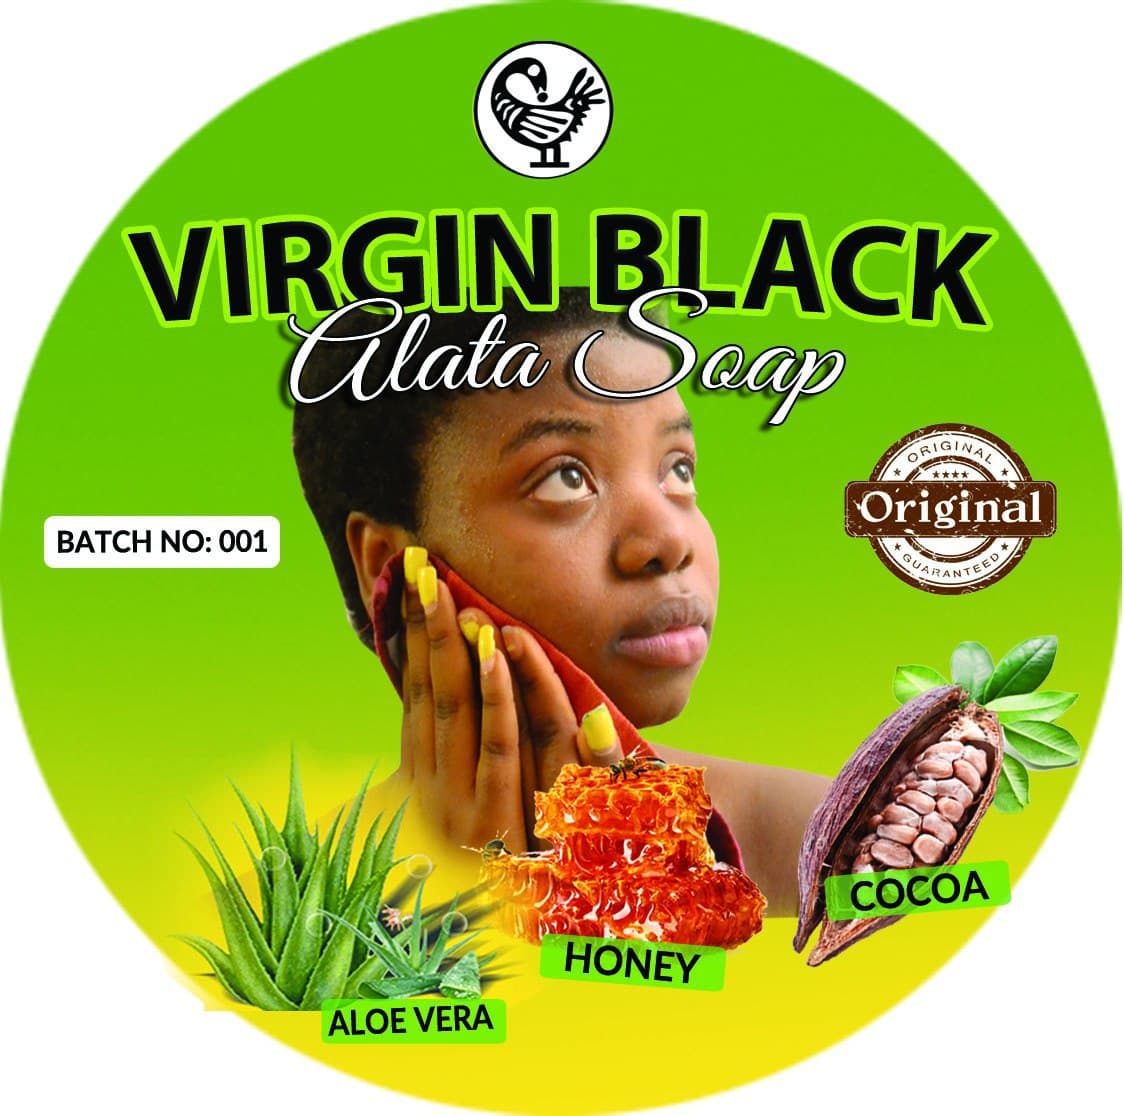 VIRGIN BLACK
Alata Soap
ORIGINAL
Original
GUARANTEED
BATCH NO: 001
COCOA
HONEY
ALOE VERA